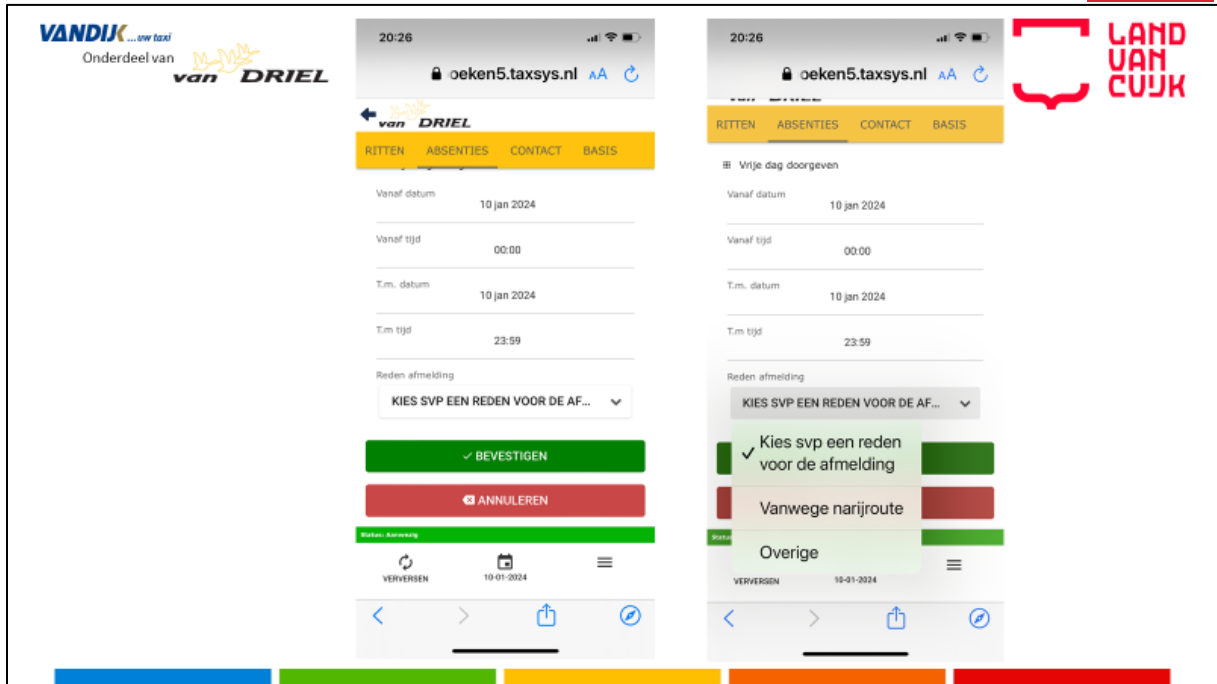 VANDIJK ...uw taxi
Onderdeel van
van DRIEL
20:26
oeken5.taxsys.nl AA
van DRIEL
RITTEN ABSENTIES CONTACT BASIS
Vanaf datum
10 jan 2024
Vanaf tijd
00:00
T.m. datum
10 jan 2024
T.m tijd
23:59
Reden afmelding
KIES SVP EEN REDEN VOOR DE AF...
BEVESTIGEN
ANNULEREN
Status: Aanwezig
VERVERSEN 10-01-2024
20:26
oeken5.taxsys.nl AA
van DRIEL
RITTEN ABSENTIES CONTACT BASIS
Vrije dag doorgeven
Vanaf datum
10 jan 2024
Vanaf tijd
00:00
T.m. datum
10 jan 2024
T.m tijd
23:59
Reden afmelding
KIES SVP EEN REDEN VOOR DE AF...
Kies svp een reden
voor de afmelding
Vanwege narijroute
Overige
VERVERSEN 10-01-2024
LAND
VAN
CUIJK